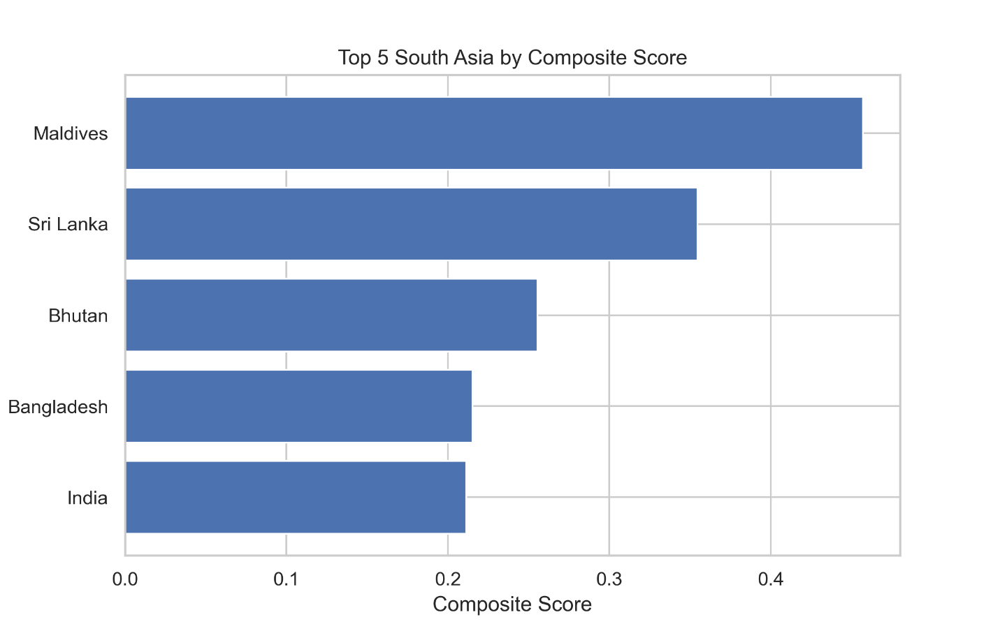 Top 5 South Asia by Composite Score
Maldives
Sri Lanka
Bhutan
Bangladesh
India
0.0 0.1 0.2 0.3 0.4
Composite Score